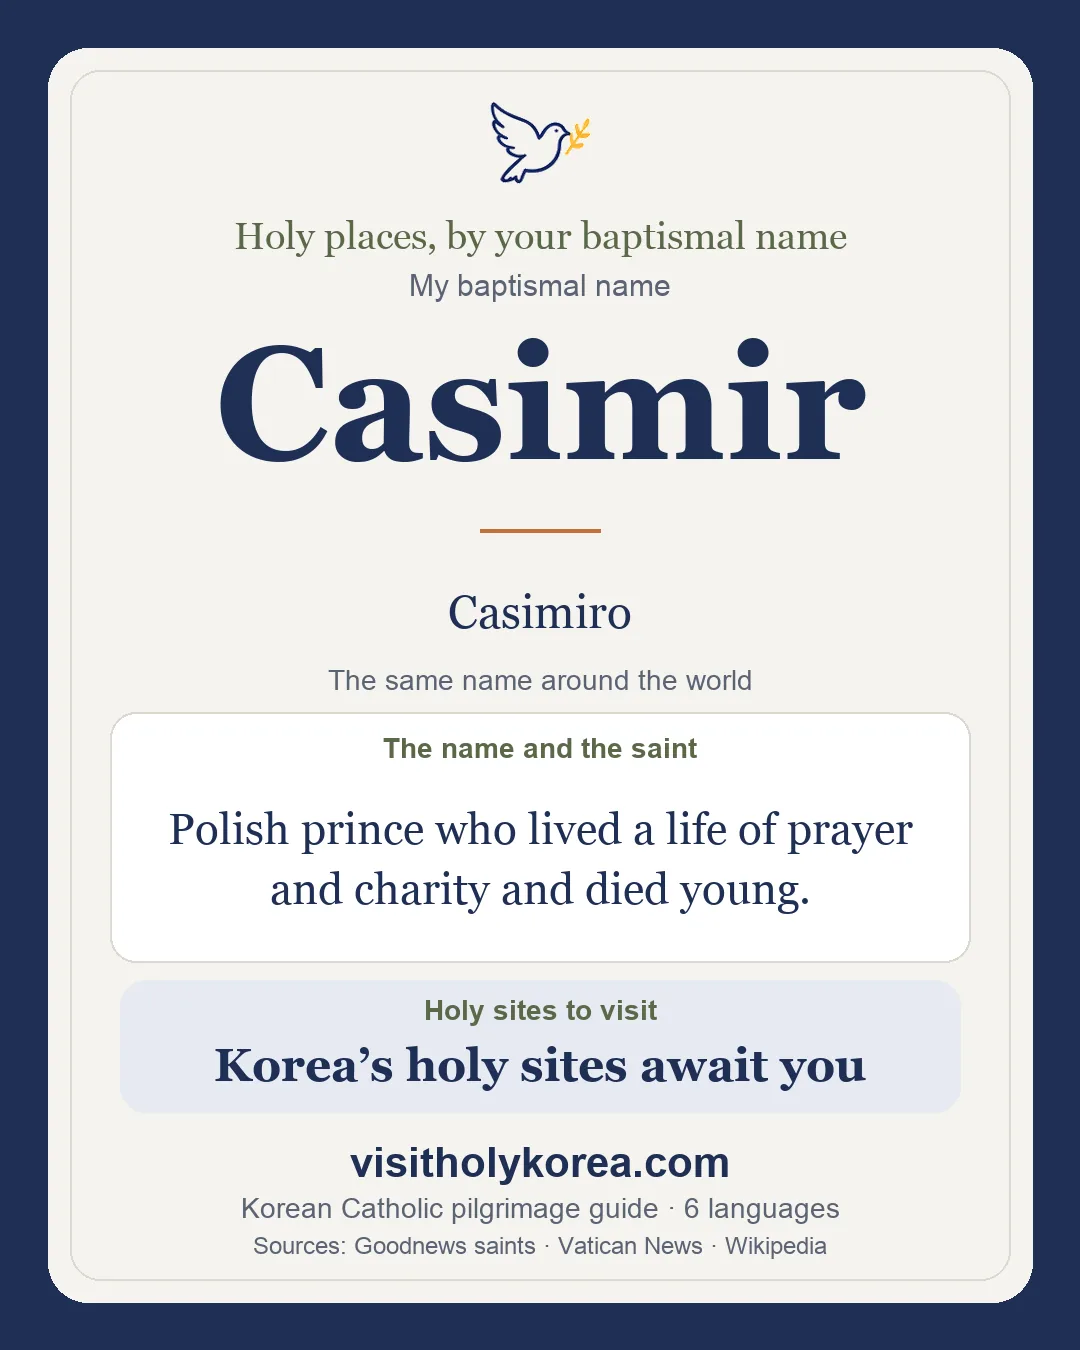 Holy places, by your baptismal name
My baptismal name
Casimir
Casimiro
The same name around the world
The name and the saint
Polish prince who lived a life of prayer
and charity and died young.
Holy sites to visit
Korea’s holy sites await you
visitholykorea.com
Korean Catholic pilgrimage guide · 6 languages
Sources: Goodnews saints · Vatican News · Wikipedia